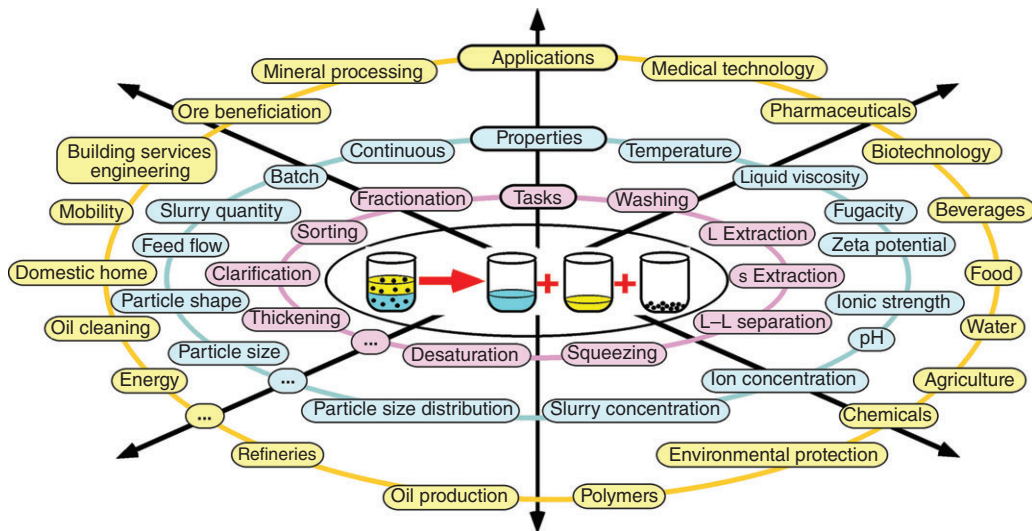 Applications
Mineral processing
Medical technology
Ore beneficiation
Pharmaceuticals
Properties
Continuous
Temperature
Building services
engineering
Biotechnology
Batch
Liquid viscosity
Fractionation
Tasks
Washing
Mobility
Slurry quantity
Fugacity
Beverages
Sorting
L Extraction
Feed flow
Zeta potential
Domestic home
Clarification
+
+
s Extraction
Food
Particle shape
Ionic strength
Thickening
L–L separation
Oil cleaning
Water
...
pH
Particle size
Desaturation
Squeezing
Energy
...
Ion concentration
Agriculture
...
Particle size distribution
Slurry concentration
Chemicals
Refineries
Environmental protection
Oil production
Polymers